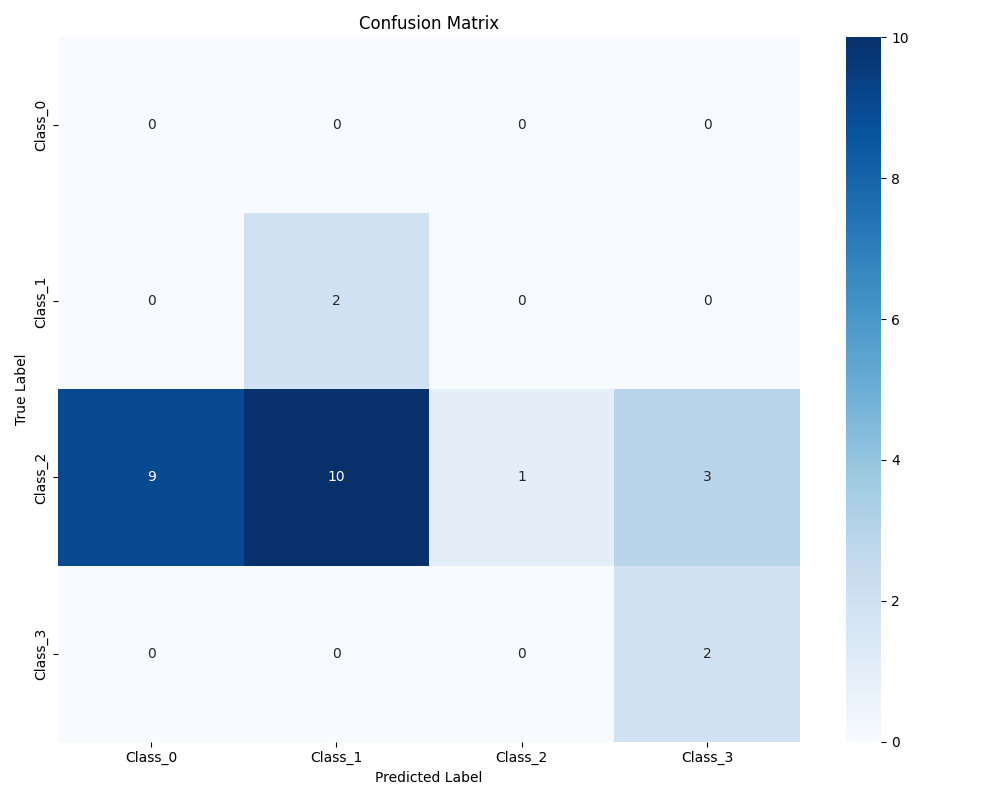 Confusion Matrix
True Label
Class_0
0 0 0 0
Class_1
0 2 0 0
Class_2
9 10 1 3
Class_3
0 0 0 2
Class_0 Class_1 Class_2 Class_3
Predicted Label
10
8
6
4
2
0